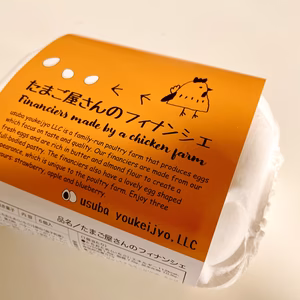 たまご屋さんのフィナンシェ
Financiers made by a chicken farm
usuba youkeijyo LLC is a family-run poultry farm that produces eggs
which focus on taste and quality. Our financiers are made from our
fresh eggs and are rich in butter and almond flour to create a
full-bodied pastry. The financiers also have a lovely egg shaped
appearance, which is unique to the poultry farm. Enjoy three
flavours: strawberry, apple and blueberry.
usuba youkeijyo, LLC
品名/たまご屋さんのフィナンシェ